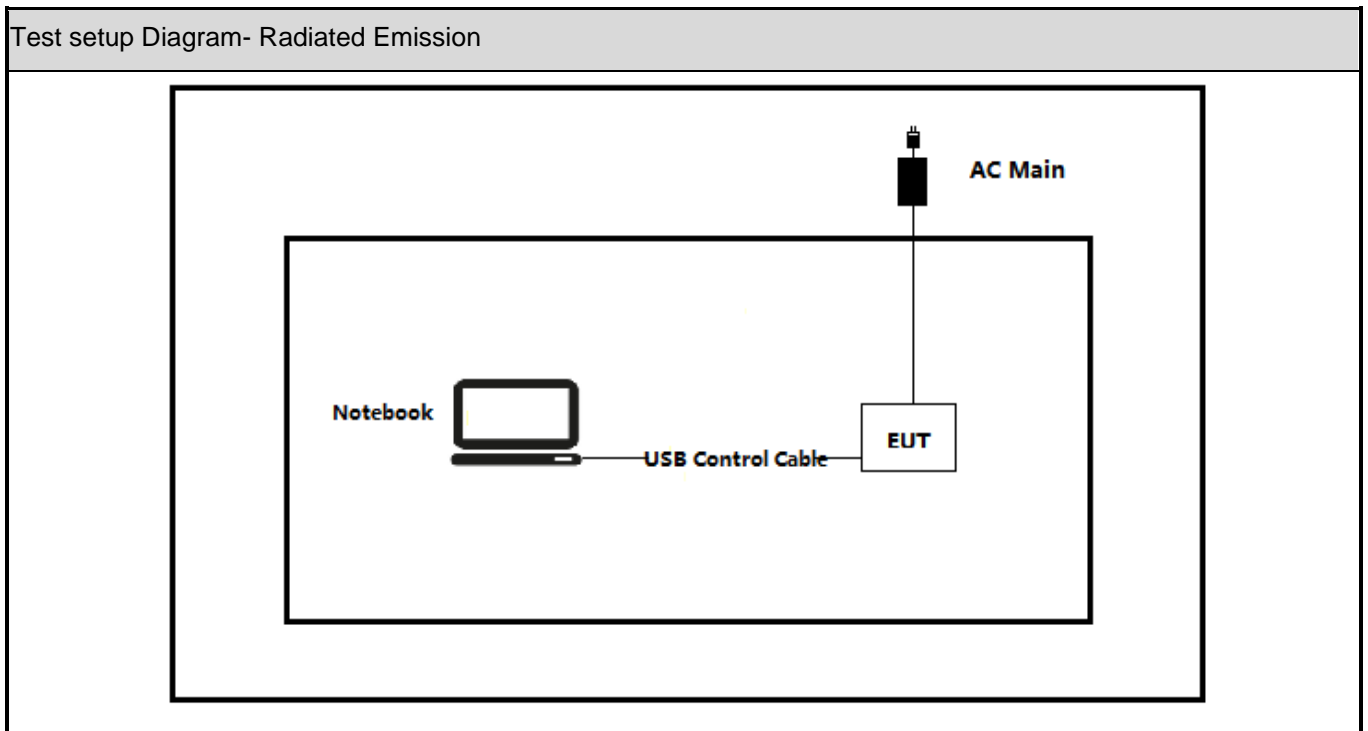 Test setup Diagram- Radiated Emission
AC Main
Notebook
EUT
USB Control Cable